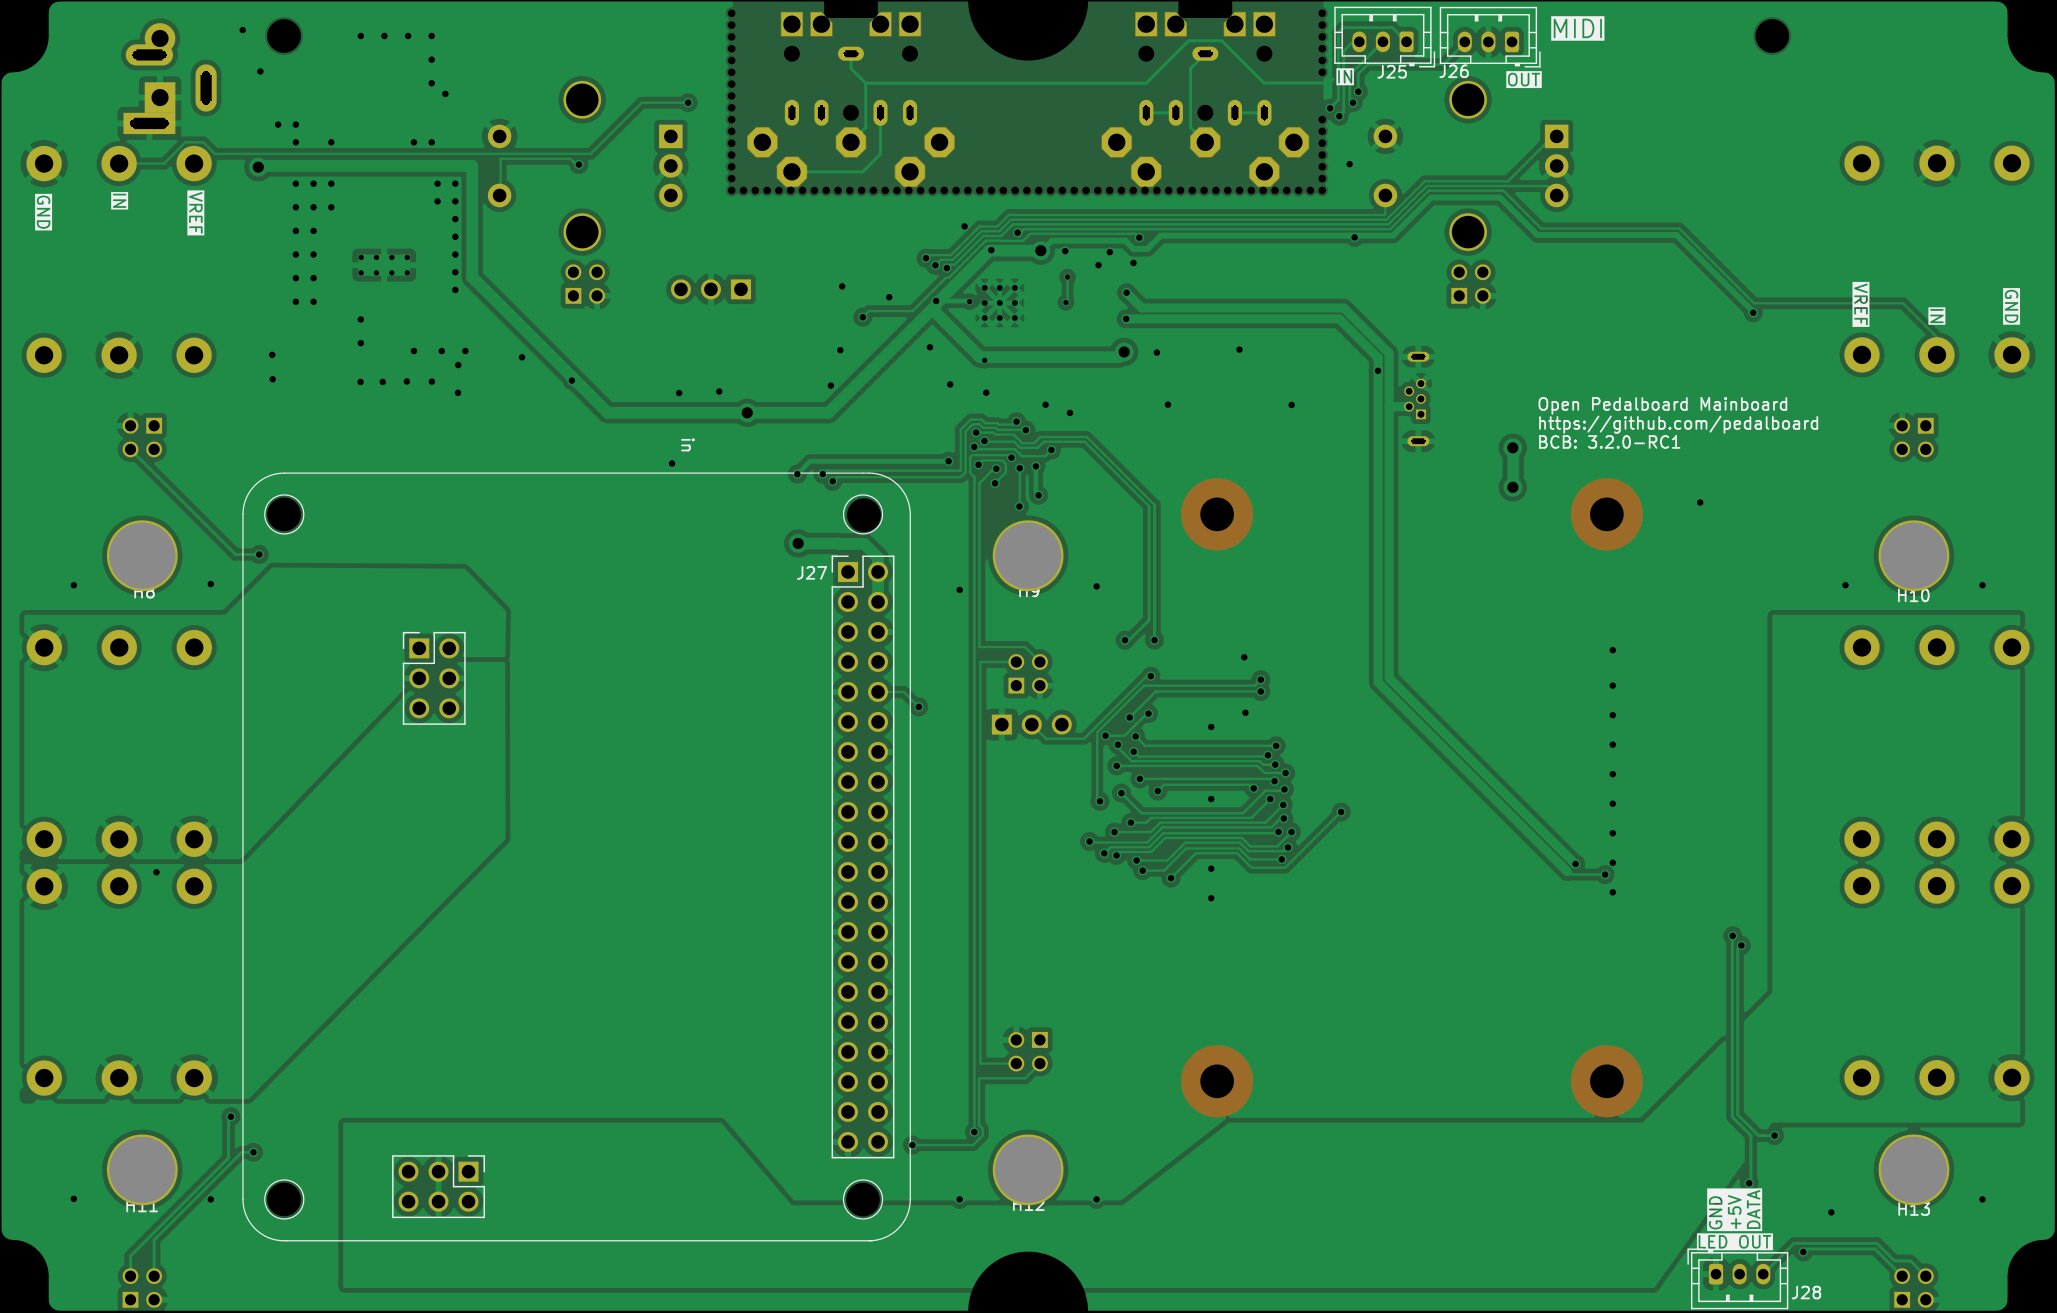 MIDI
J25
J26
IN
OUT
GND
IN
VREF
VREF
IN
GND
Open Pedalboard Mainboard
https://github.com/pedalboard
BCB: 3.2.0-RC1
in
J27
H8
H9
H10
H11
H12
H13
GND
+5V
DATA
LED OUT
J28